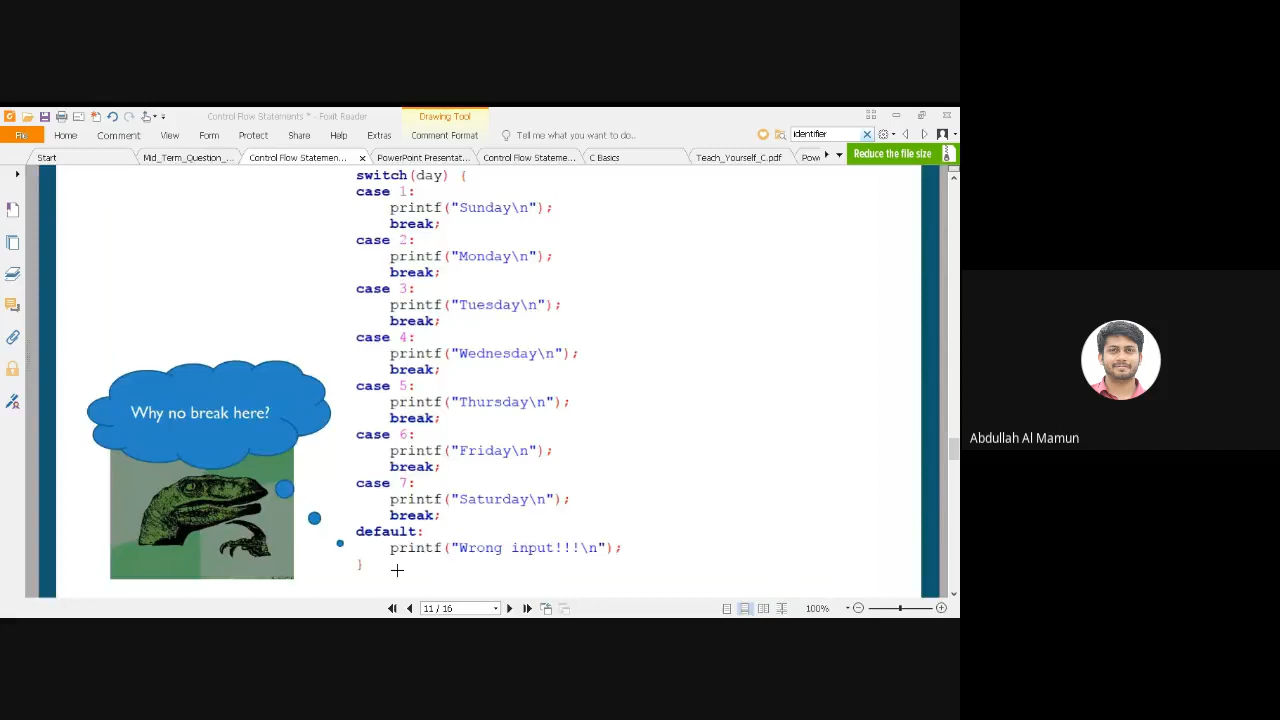 Control Flow Statements * - Foxit Reader
Drawing Tool
File Home Comment View Form Protect Share Help Extras Comment Format Tell me what you want to do..
identifier
Start Mid_Term_Question_... Control Flow Statemen... PowerPoint Presentat... Control Flow Stateme... C Basics Teach_Yourself_C.pdf Pow
Reduce the file size
switch(day) {
case 1:
printf("Sunday\n");
break;
case 2:
printf("Monday\n");
break;
case 3:
printf("Tuesday\n");
break;
case 4:
printf("Wednesday\n");
break;
case 5:
printf("Thursday\n");
break;
case 6:
printf("Friday\n");
break;
case 7:
printf("Saturday\n");
break;
default:
printf("Wrong input!!!\n");
}
Why no break here?
11 / 16
100%
Abdullah Al Mamun